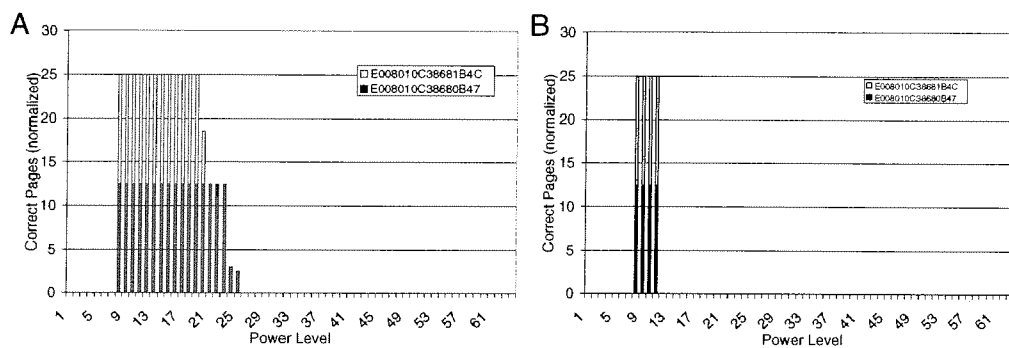 A
Correct Pages (normalized)
30
25
20
15
10
5
0
E008010C38681B4C
E008010C38680B47
1 5 9 13 17 21 25 29 33 37 41 45 49 53 57 61
Power Level
B
Correct Pages (normalized)
30
25
20
15
10
5
0
E008010C38681B4C
E008010C38680B47
1 5 9 13 17 21 25 29 33 37 41 45 49 53 57 61
Power Level